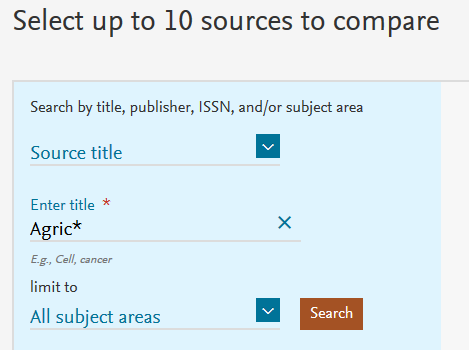 Select up to 10 sources to compare
Search by title, publisher, ISSN, and/or subject area
Source title
Enter title *
Agric*
E.g., Cell, cancer
limit to
All subject areas
Search